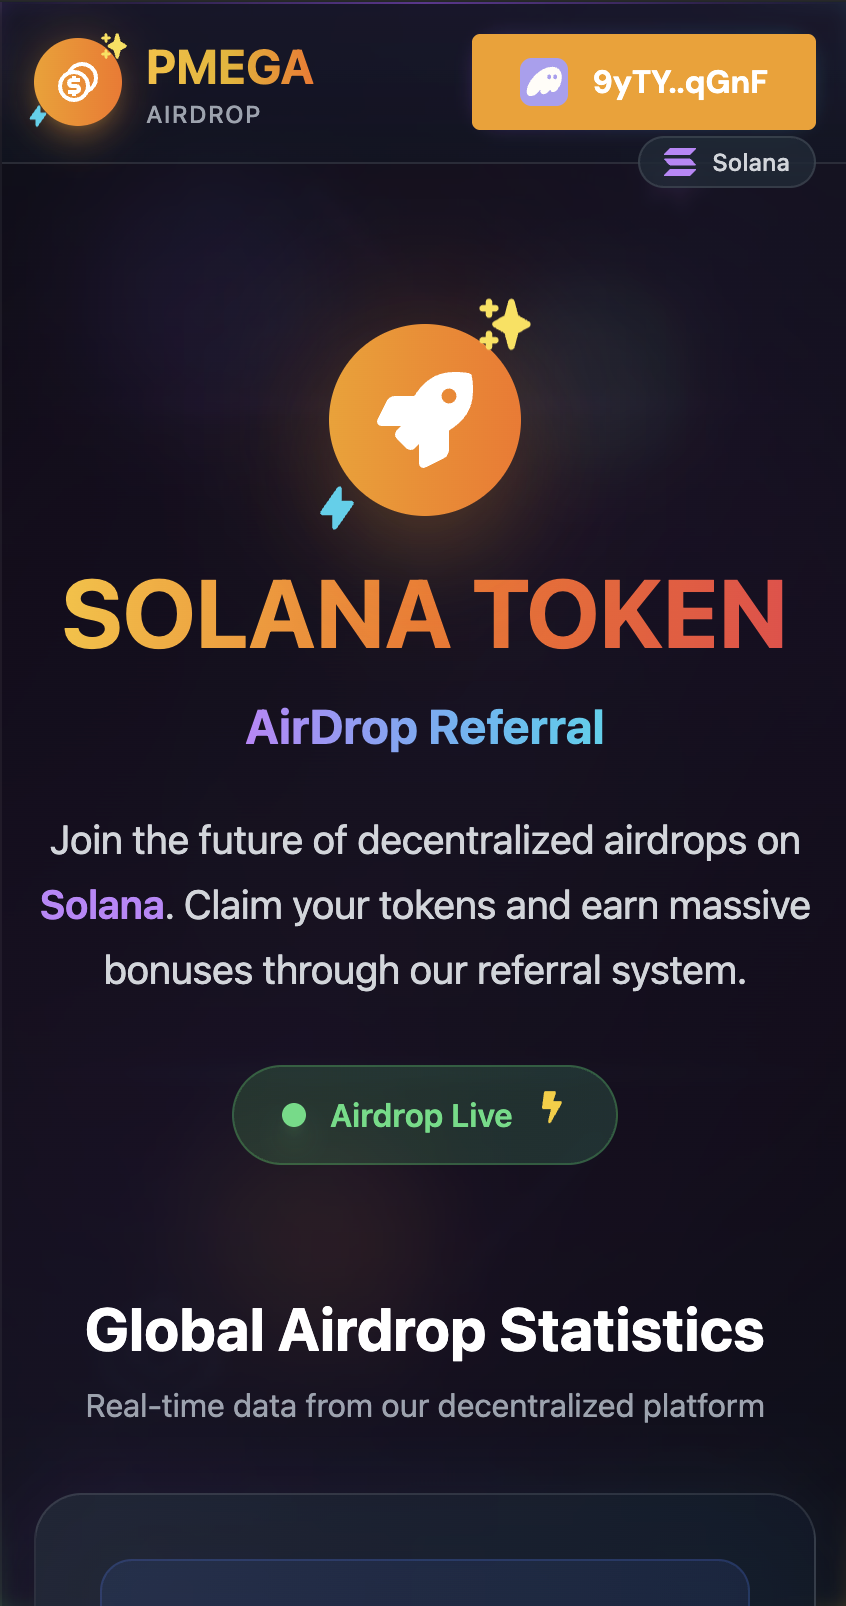 PMEGA
AIRDROP
9yTY..qGnF
Solana
SOLANA TOKEN
AirDrop Referral
Join the future of decentralized airdrops on
Solana. Claim your tokens and earn massive
bonuses through our referral system.
Airdrop Live
Global Airdrop Statistics
Real-time data from our decentralized platform